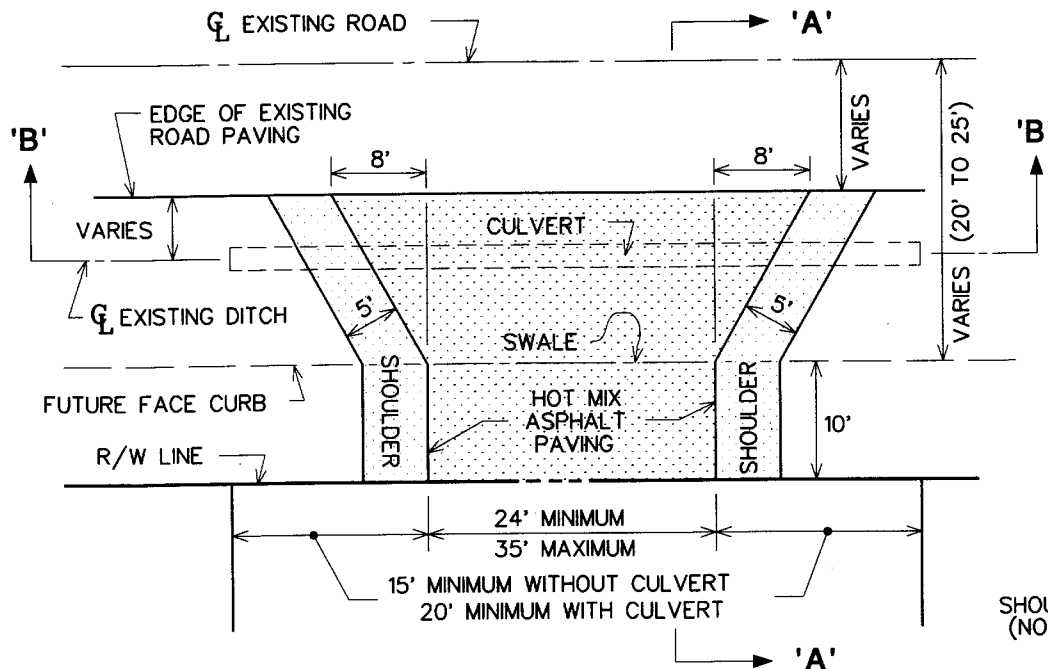 ℄ EXISTING ROAD
'A'
EDGE OF EXISTING
ROAD PAVING
'B'
'B
8'
8'
VARIES
VARIES (20' TO 25')
VARIES
CULVERT
℄ EXISTING DITCH
5'
5'
SWALE
FUTURE FACE CURB
SHOULDER
HOT MIX
ASPHALT
PAVING
SHOULDER
10'
R/W LINE
24' MINIMUM
35' MAXIMUM
15' MINIMUM WITHOUT CULVERT
20' MINIMUM WITH CULVERT
SHOU
(NO
'A'